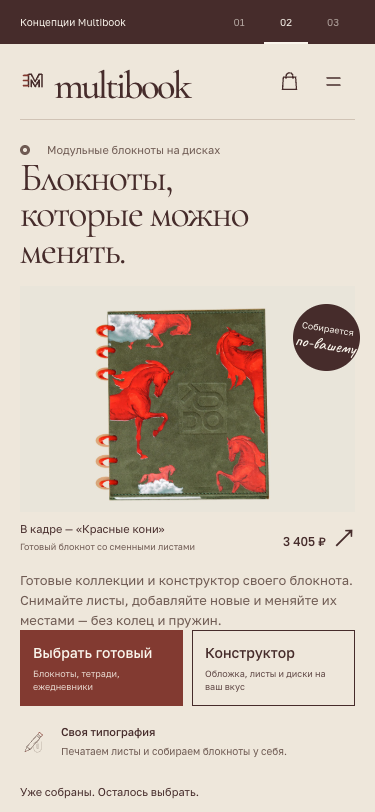 Концепции Multibook
01 02 03
multibook
Модульные блокноты на дисках
Блокноты,
которые можно
менять.
Собирается
по-вашему
В кадре — «Красные кони»
Готовый блокнот со сменными листами
3 405 ₽
Готовые коллекции и конструктор своего блокнота.
Снимайте листы, добавляйте новые и меняйте их
местами — без колец и пружин.
Выбрать готовый
Блокноты, тетради,
ежедневники
Конструктор
Обложка, листы и диски на
ваш вкус
Своя типография
Печатаем листы и собираем блокноты у себя.
Уже собраны. Осталось выбрать.